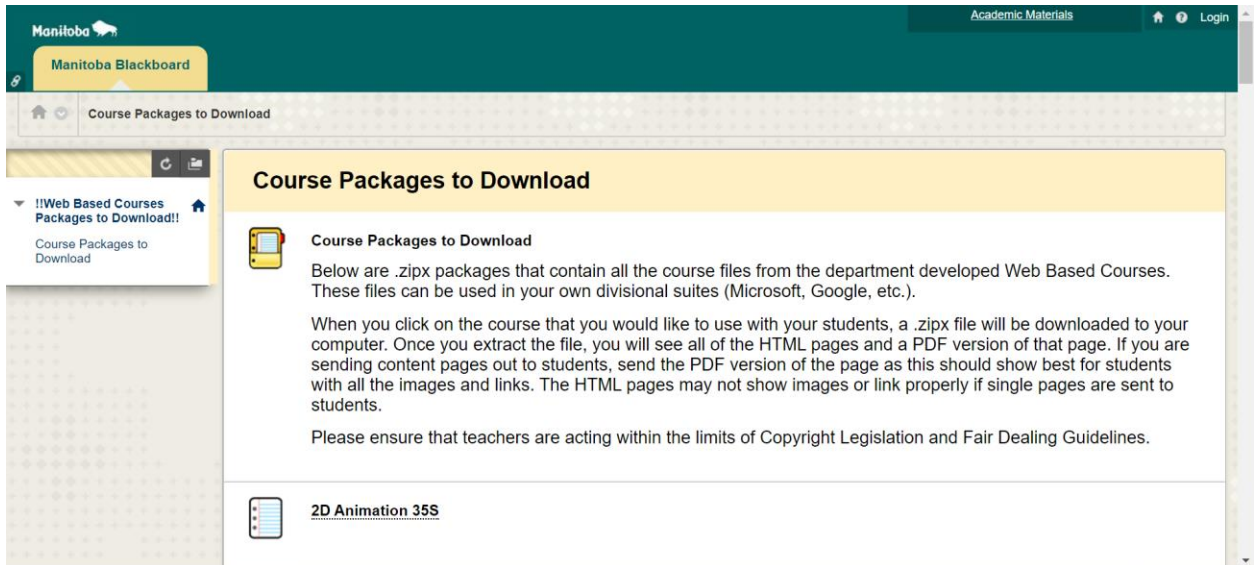 Academic Materials
Login
Manitoba
Manitoba Blackboard
Course Packages to Download
!!Web Based Courses
Packages to Download!!
Course Packages to
Download
Course Packages to Download
Course Packages to Download
Below are .zipx packages that contain all the course files from the department developed Web Based Courses.
These files can be used in your own divisional suites (Microsoft, Google, etc.).
When you click on the course that you would like to use with your students, a .zipx file will be downloaded to your
computer. Once you extract the file, you will see all of the HTML pages and a PDF version of that page. If you are
sending content pages out to students, send the PDF version of the page as this should show best for students
with all the images and links. The HTML pages may not show images or link properly if single pages are sent to
students.
Please ensure that teachers are acting within the limits of Copyright Legislation and Fair Dealing Guidelines.
2D Animation 35S